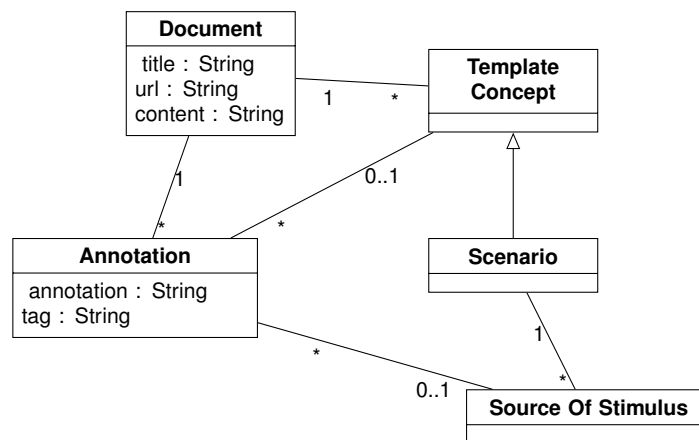 Document
title : String
url : String
content : String
Template
Concept
1
*
1
0..1
*
*
Annotation
annotation : String
tag : String
Scenario
1
*
*
0..1
Source Of Stimulus